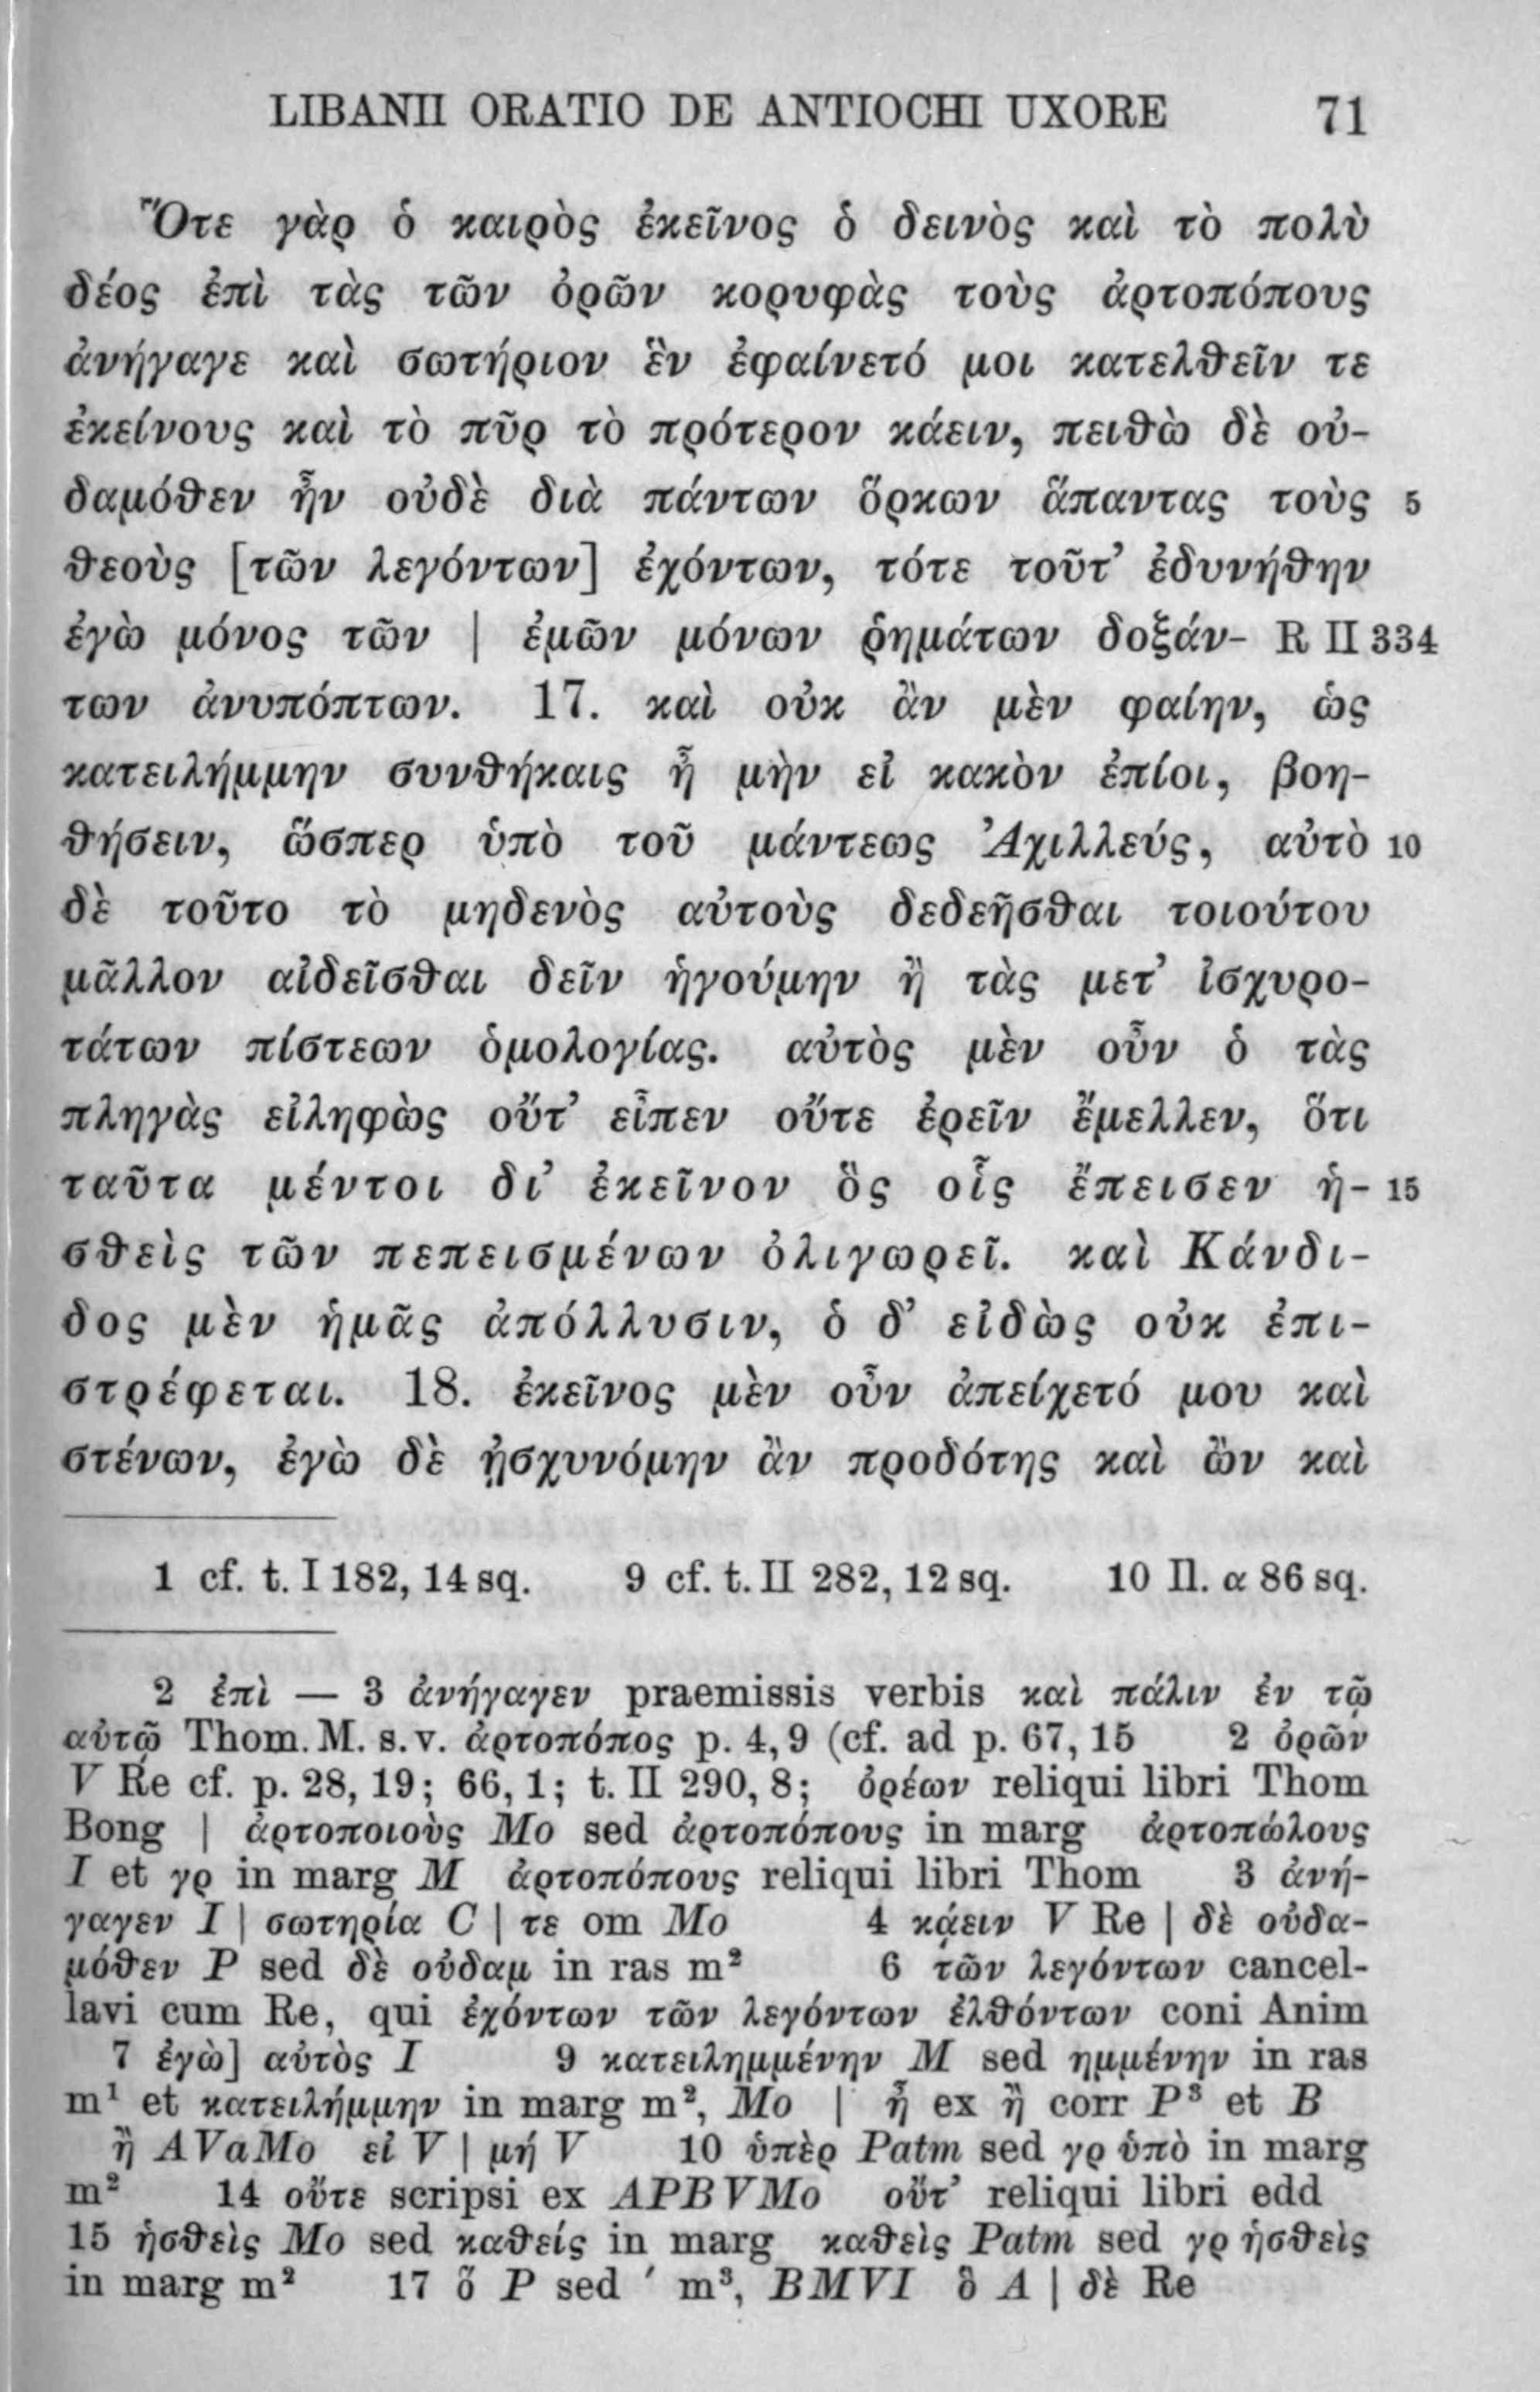 LIBANII ORATIO DE ANTIOCHI UXORE 71
Ὅτε γὰρ ὁ καιρὸς ἐκεῖνος ὁ δεινὸς καὶ τὸ πολὺ
δέος ἐπὶ τὰς τῶν ὀρῶν κορυφὰς τοὺς ἀρτοπόπους
ἀνήγαγε καὶ σωτήριον ἓν ἐφαίνετό μοι κατελθεῖν τε
ἐκείνους καὶ τὸ πῦρ τὸ πρότερον κάειν, πειθὼ δὲ οὐ-
δαμόθεν ἦν οὐδὲ διὰ πάντων ὅρκων ἅπαντας τοὺς 5
θεοὺς [τῶν λεγόντων] ἐχόντων, τότε τοῦτ’ ἐδυνήθην
ἐγὼ μόνος τῶν | ἐμῶν μόνων ῥημάτων δοξάν- R II 334
των ἀνυπόπτων. 17. καὶ οὐκ ἂν μὲν φαίην, ὡς
κατειλήμμην συνθήκαις ἦ μὴν εἰ κακὸν ἐπίοι, βοη-
θήσειν, ὥσπερ ὑπὸ τοῦ μάντεως Ἀχιλλεύς, αὐτὸ 10
δὲ τοῦτο τὸ μηδενὸς αὐτοὺς δεδεῆσθαι τοιούτου
μᾶλλον αἰδεῖσθαι δεῖν ἡγούμην ἢ τὰς μετ’ ἰσχυρο-
τάτων πίστεων ὁμολογίας. αὐτὸς μὲν οὖν ὁ τὰς
πληγὰς εἰληφὼς οὔτ’ εἶπεν οὔτε ἐρεῖν ἔμελλεν, ὅτι
ταῦτα μέντοι δι’ ἐκεῖνον ὃς οἷς ἔπεισεν ἡ- 15
σθεὶς τῶν πεπεισμένων ὀλιγωρεῖ. καὶ Κάνδι-
δος μὲν ἡμᾶς ἀπόλλυσιν, ὁ δ’ εἰδὼς οὐκ ἐπι-
στρέφεται. 18. ἐκεῖνος μὲν οὖν ἀπείχετό μου καὶ
στένων, ἐγὼ δὲ ᾐσχυνόμην ἂν προδότης καὶ ὢν καὶ
1 cf. t. I 182, 14 sq. 9 cf. t. II 282, 12 sq. 10 Il. α 86 sq.
2 ἐπὶ — 3 ἀνήγαγεν praemissis verbis καὶ πάλιν ἐν τῷ
αὐτῷ Thom. M. s. v. ἀρτοπόπος p. 4, 9 (cf. ad p. 67, 15 2 ὀρῶν
V Re cf. p. 28, 19; 66, 1; t. II 290, 8; ὀρέων reliqui libri Thom
Bong | ἀρτοποιοὺς Mo sed ἀρτοπόπους in marg ἀρτοπώλους
I et γρ in marg M ἀρτοπόπους reliqui libri Thom 3 ἀνή-
γαγεν I | σωτηρία C | τε om Mo 4 κᾴειν V Re | δὲ οὐδα-
μόθεν P sed δὲ οὐδαμ in ras m² 6 τῶν λεγόντων cancel-
lavi cum Re, qui ἐχόντων τῶν λεγόντων ἐλθόντων coni Anim
7 ἐγὼ] αὐτὸς I 9 κατειλημμένην M sed ημμένην in ras
m¹ et κατειλήμμην in marg m², Mo | ἦ ex ἢ corr P³ et B
ἢ AVaMo εἰ V | μή V 10 ὑπὲρ Patm sed γρ ὑπὸ in marg
m² 14 οὔτε scripsi ex APBVMo οὔτ’ reliqui libri edd
15 ἡσθεὶς Mo sed καθείς in marg καθεὶς Patm sed γρ ἡσθεὶς
in marg m² 17 ὅ P sed ʹ m³, BMVI ὃ A | δὲ Re